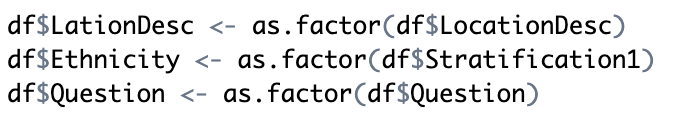 df$LationDesc <- as.factor(df$LocationDesc)
df$Ethnicity <- as.factor(df$Stratification1)
df$Question <- as.factor(df$Question)